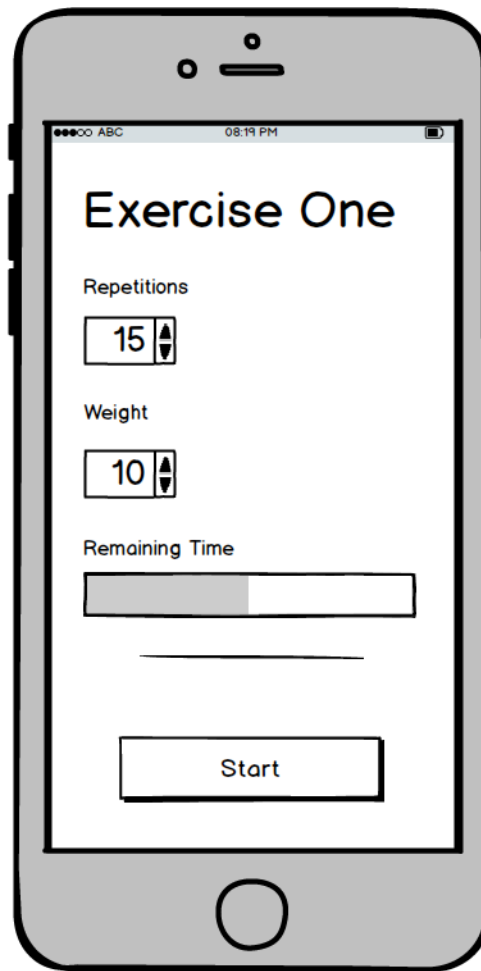 ABC 08:19 PM
Exercise One
Repetitions
15
Weight
10
Remaining Time
Start